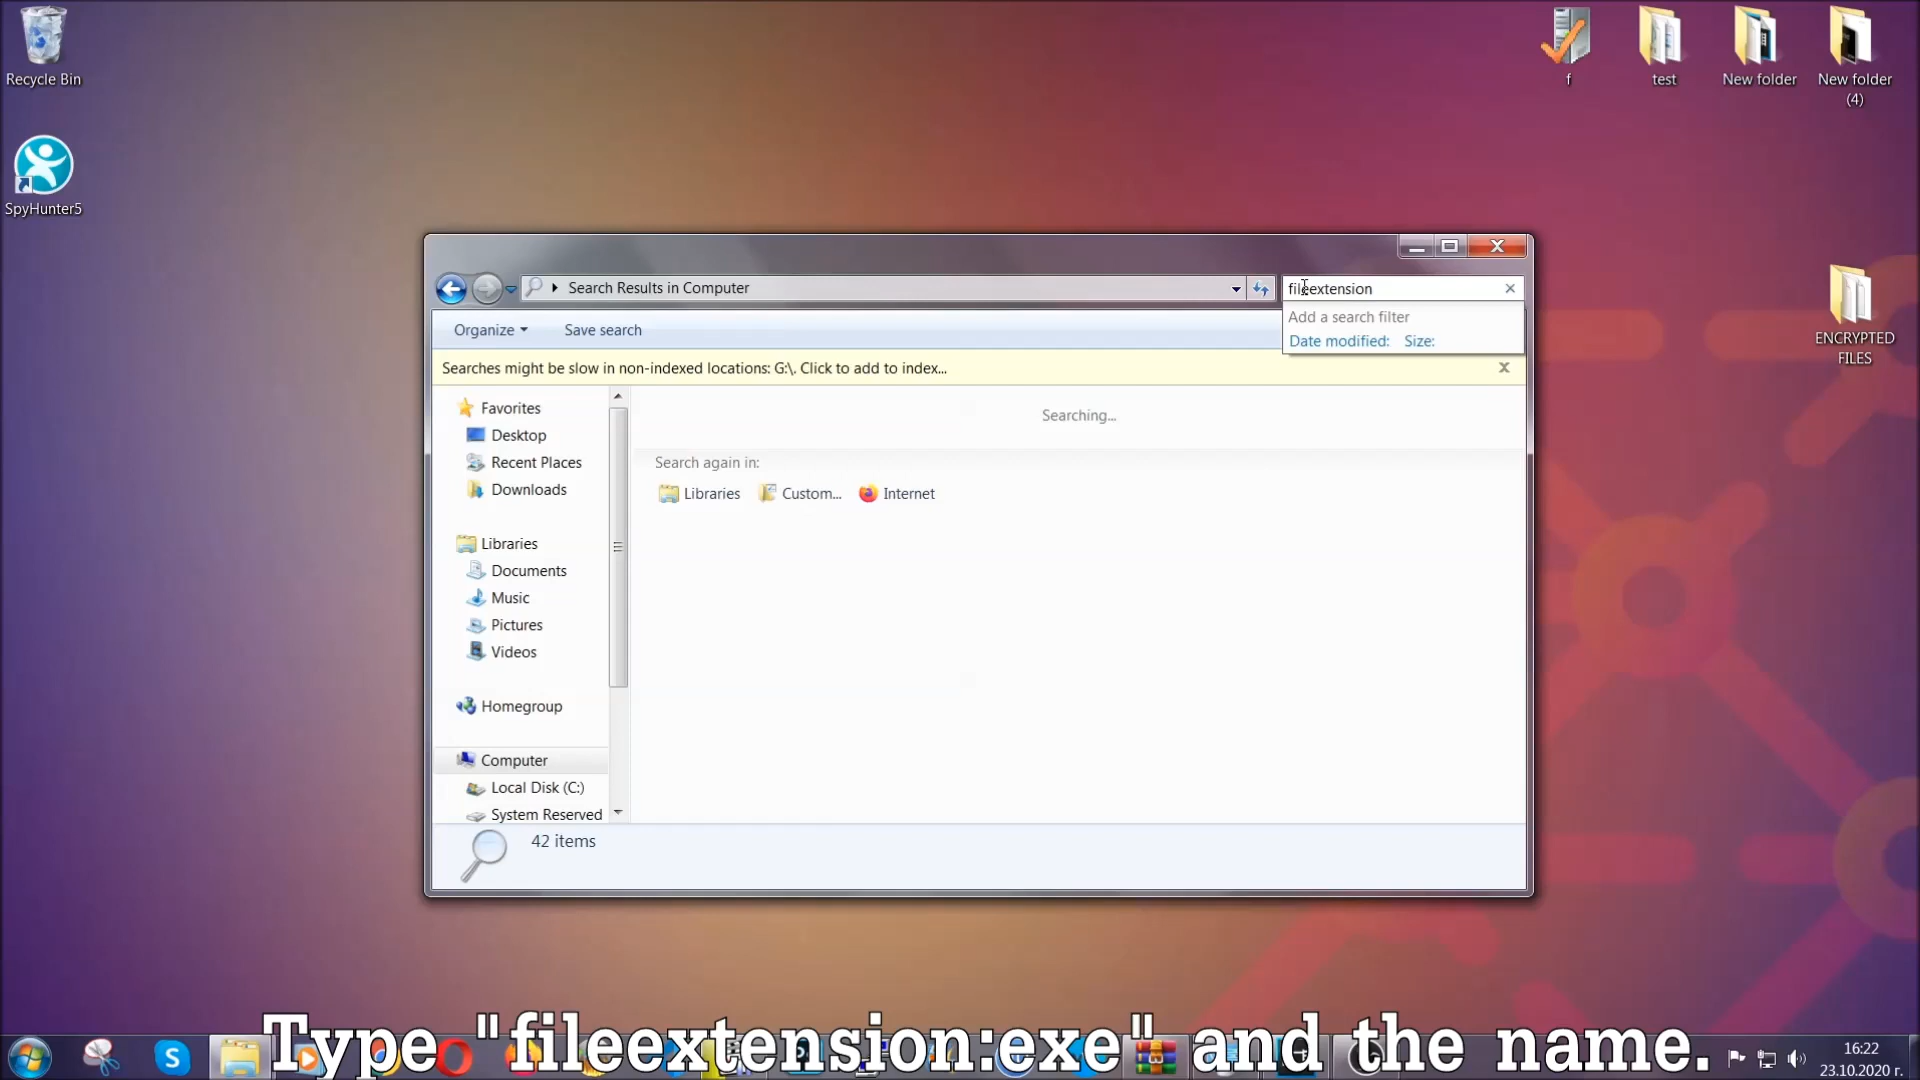 Recycle Bin
f
test
New folder
New folder
(4)
SpyHunter5
Search Results in Computer
fileextension
Add a search filter
Date modified: Size:
Organize
Save search
Searches might be slow in non-indexed locations: G:\. Click to add to index...
Favorites
Desktop
Recent Places
Downloads
Libraries
Documents
Music
Pictures
Videos
Homegroup
Computer
Local Disk (C:)
System Reserved
Searching...
Search again in:
Libraries
Custom...
Internet
42 items
ENCRYPTED
FILES
Type "fileextension:exe" and the name.
16:22
23.10.2020 г.